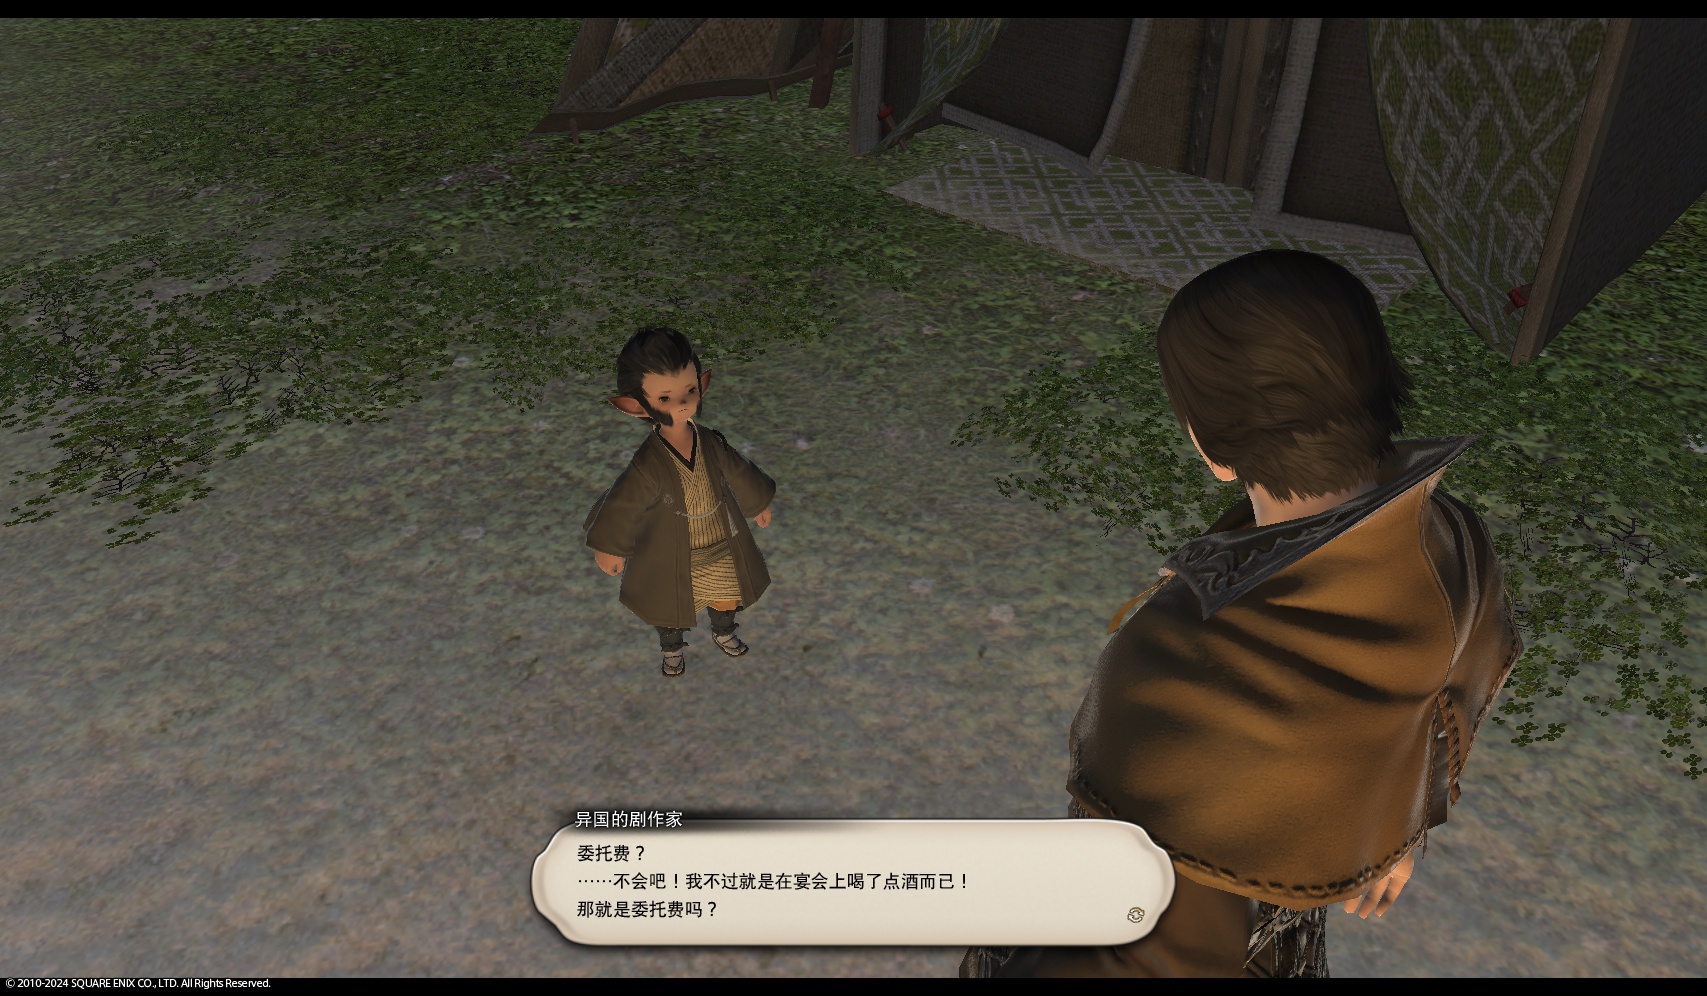 异国的剧作家
委托费？
……不会吧！我不过就是在宴会上喝了点酒而已！
那就是委托费吗？
© 2010-2024 SQUARE ENIX CO., LTD. All Rights Reserved.